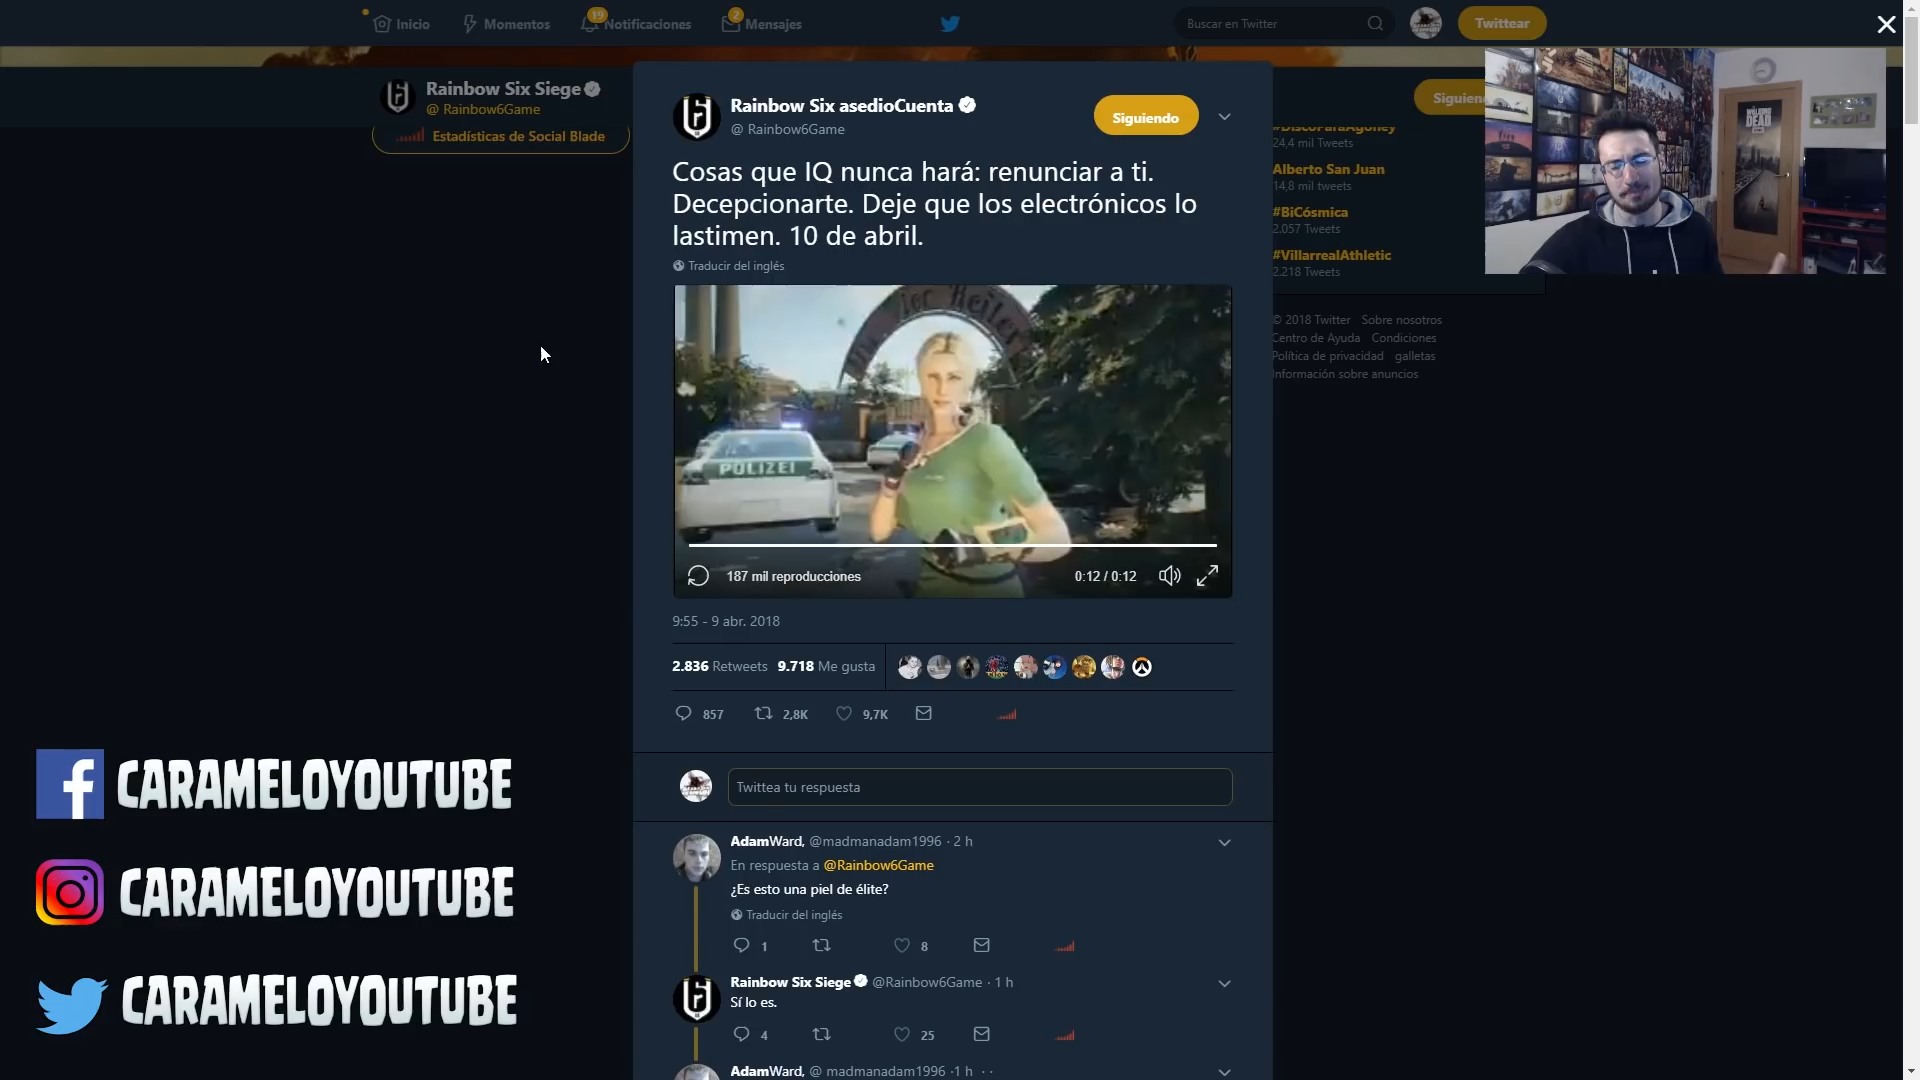 Inicio
Momentos
19
Notificaciones
2
Mensajes
Buscar en Twitter
Twittear
Rainbow Six Siege
@ Rainbow6Game
Estadísticas de Social Blade
Rainbow Six asedioCuenta
@ Rainbow6Game
Siguiendo
Cosas que IQ nunca hará: renunciar a ti.
Decepcionarte. Deje que los electrónicos lo
lastimen. 10 de abril.
Traducir del inglés
POLIZEI
187 mil reproducciones
0:12 / 0:12
9:55 - 9 abr. 2018
2.836 Retweets 9.718 Me gusta
857
2,8K
9,7K
Twittea tu respuesta
AdamWard, @madmanadam1996 · 2 h
En respuesta a @Rainbow6Game
¿Es esto una piel de élite?
Traducir del inglés
1
8
Rainbow Six Siege @Rainbow6Game · 1 h
Sí lo es.
4
25
AdamWard, @ madmanadam1996 ·1 h · ·
Siguien
#DiscoParaAgoney
24,4 mil Tweets
Alberto San Juan
14,8 mil tweets
#BiCósmica
2.057 Tweets
#VillarrealAthletic
2.218 Tweets
© 2018 Twitter Sobre nosotros
Centro de Ayuda Condiciones
Política de privacidad galletas
Información sobre anuncios
WALKING
DEAD
CARAMELOYOUTUBE
CARAMELOYOUTUBE
CARAMELOYOUTUBE